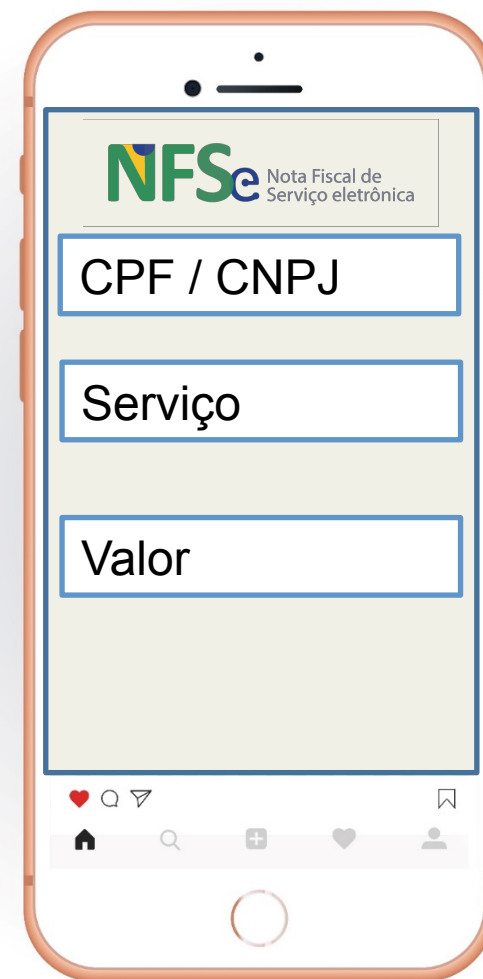 NFSe Nota Fiscal de
Serviço eletrônica
CPF / CNPJ
Serviço
Valor